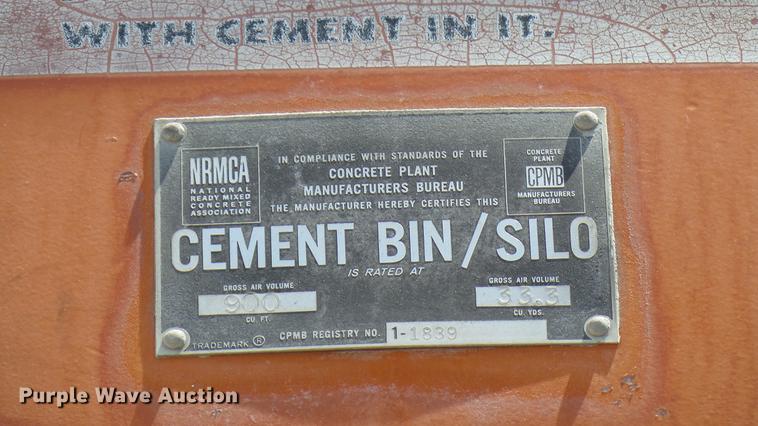 WITH CEMENT IN IT.
NRMCA
NATIONAL
READY MIXED
CONCRETE
ASSOCIATION
IN COMPLIANCE WITH STANDARDS OF THE
CONCRETE PLANT
MANUFACTURERS BUREAU
THE MANUFACTURER HEREBY CERTIFIES THIS
CONCRETE
PLANT
CPMB
MANUFACTURERS
BUREAU
CEMENT BIN/SILO
IS RATED AT
GROSS AIR VOLUME
900
CU. FT.
GROSS AIR VOLUME
33.3
CU. YDS.
TRADEMARK ®
CPMB REGISTRY NO. 1-1839
Purple Wave Auction®